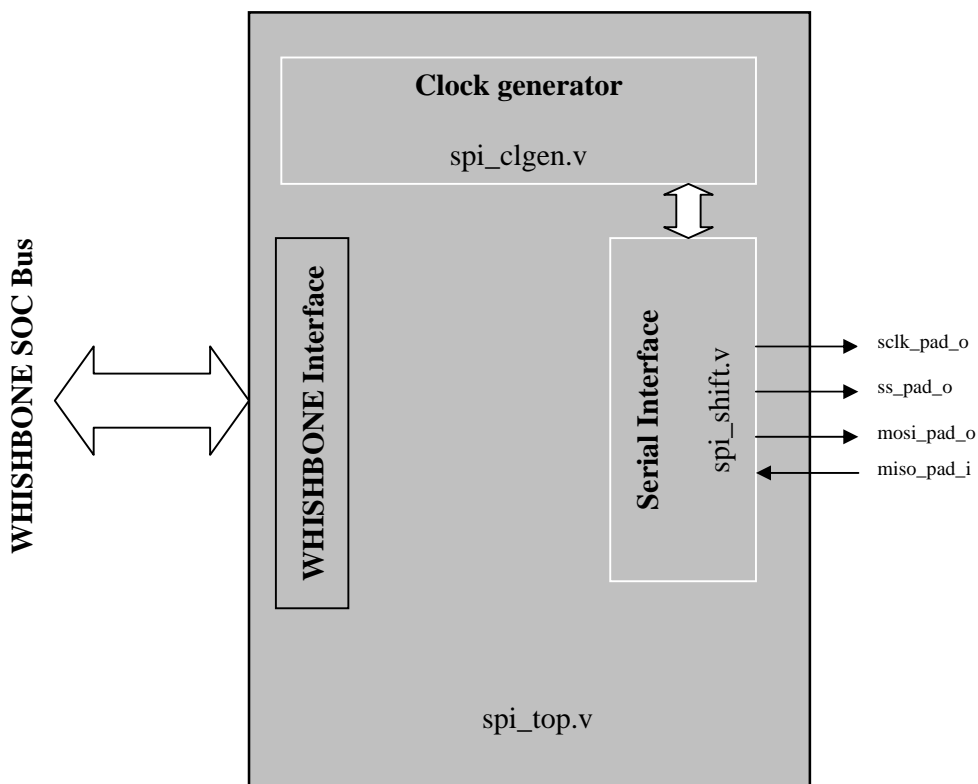 Clock generator
spi_clgen.v
WHISHBONE SOC Bus
WHISHBONE Interface
Serial Interface
spi_shift.v
sclk_pad_o
ss_pad_o
mosi_pad_o
miso_pad_i
spi_top.v